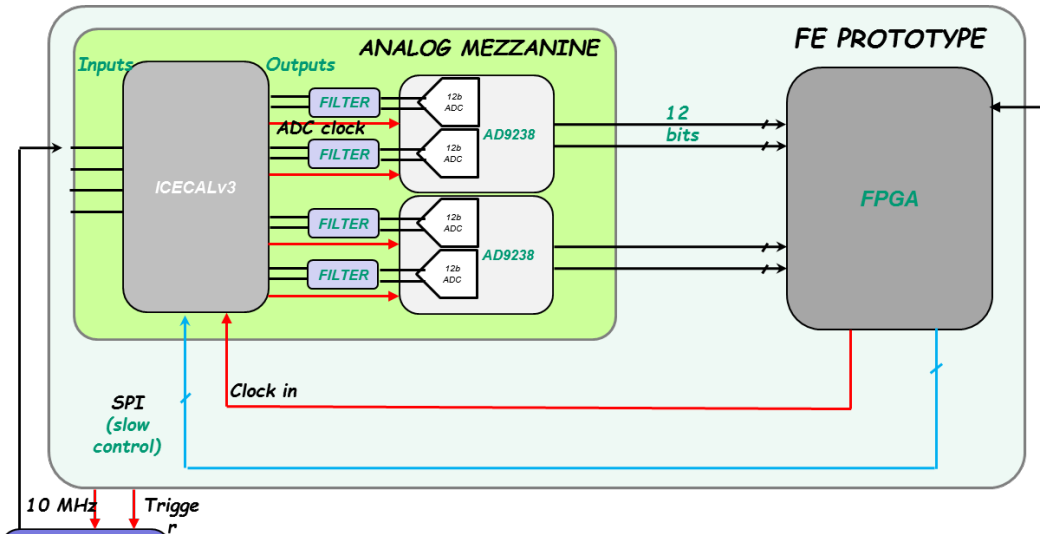 ANALOG MEZZANINE
FE PROTOTYPE
Inputs
Outputs
FILTER
12b
ADC
ADC clock
AD9238
12
bits
FILTER
12b
ADC
ICECALv3
FPGA
FILTER
12b
ADC
AD9238
FILTER
12b
ADC
Clock in
SPI
(slow
control)
10 MHz
Trigge
r